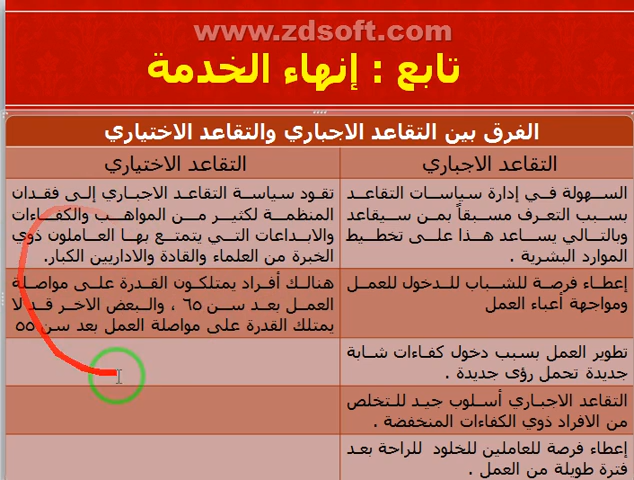 www.zdsoft.com
تابع : إنهاء الخدمة
الفرق بين التقاعد الاجباري والتقاعد الاختياري
التقاعد الاجباري
التقاعد الاختياري
السهولة في إدارة سياسات التقاعد
بسبب التعرف مسبقاً بمن سيقاعد
وبالتالي يساعد هذا على تخطيط
الموارد البشرية .
تقود سياسة التقاعد الاجباري إلى فقدان
المنظمة لكثير من المواهب والكفاءات
والابداعات التي يتمتع بها العاملون ذوي
الخبرة من العلماء والقادة والاداريين الكبار.
إعطاء فرصة للشباب للدخول للعمل
ومواجهة أعباء العمل
هنالك أفراد يمتلكون القدرة على مواصلة
العمل بعد سن ٦٥ ، والبعض الاخر قد لا
يمتلك القدرة على مواصلة العمل بعد سن ٥٥
تطوير العمل بسبب دخول كفاءات شابة
جديدة تحمل رؤى جديدة .
التقاعد الاجباري أسلوب جيد للتخلص
من الافراد ذوي الكفاءات المنخفضة .
إعطاء فرصة للعاملين للخلود للراحة بعد
فترة طويلة من العمل .